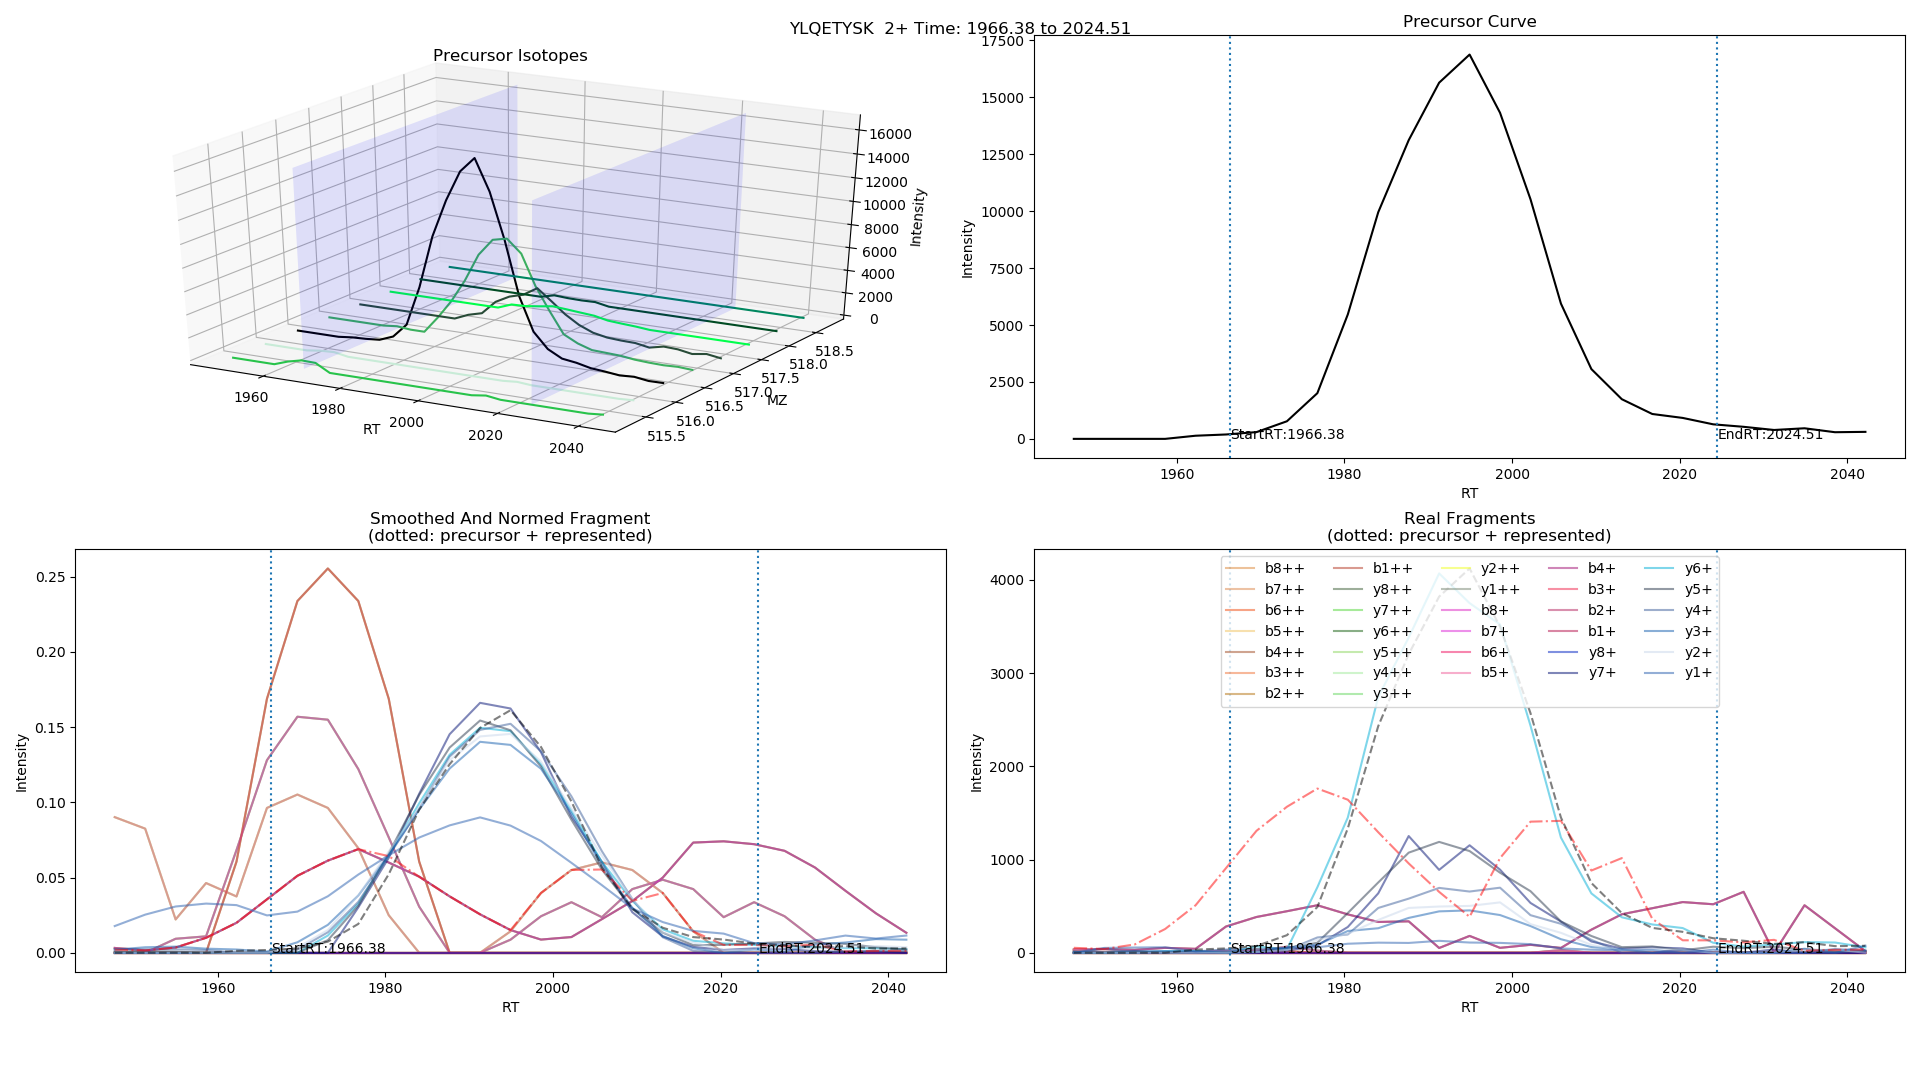 YLQETYSK  2+ Time: 1966.38 to 2024.51
Precursor Isotopes
16000
14000
12000
10000
8000
6000
4000
2000
0
Intensity
1960
1980
2000
2020
2040
RT
515.5
516.0
516.5
517.0
517.5
518.0
518.5
MZ
Precursor Curve
17500
15000
12500
10000
7500
5000
2500
0
Intensity
StartRT:1966.38
EndRT:2024.51
1960 1980 2000 2020 2040
RT
Smoothed And Normed Fragment
(dotted: precursor + represented)
0.25
0.20
0.15
0.10
0.05
0.00
Intensity
StartRT:1966.38
EndRT:2024.51
1960 1980 2000 2020 2040
RT
Real Fragments
(dotted: precursor + represented)
4000
3000
2000
1000
0
Intensity
b8++ b1++ y2++ b4+ y6+
b7++ y8++ y1++ b3+ y5+
b6++ y7++ b8+ b2+ y4+
b5++ y6++ b7+ b1+ y3+
b4++ y5++ b6+ y8+ y2+
b3++ y4++ b5+ y7+ y1+
b2++ y3++
StartRT:1966.38
EndRT:2024.51
1960 1980 2000 2020 2040
RT